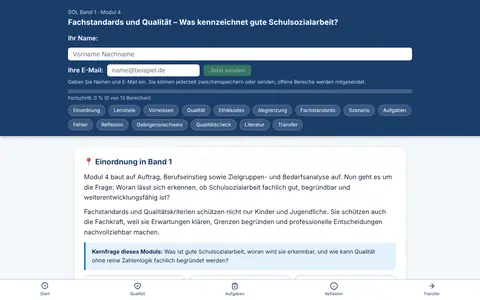 SOL Band 1 · Modul 4
Fachstandards und Qualität – Was kennzeichnet gute Schulsozialarbeit?
Ihr Name:
Vorname Nachname
Ihre E-Mail: name@beispiel.de Jetzt senden
Geben Sie Namen und E-Mail ein. Sie können jederzeit zwischenspeichern oder senden; offene Bereiche werden mitgesendet.
Fortschritt: 0 % (0 von 13 Bereichen)
Einordnung Lernziele Vorwissen Qualität Ethikkodex Abgrenzung Fachstandards Szenario Aufgaben
Fehler Reflexion Gelingensnachweis Qualitätscheck Literatur Transfer
📍 Einordnung in Band 1
Modul 4 baut auf Auftrag, Berufseinstieg sowie Zielgruppen- und Bedarfsanalyse auf. Nun geht es um
die Frage: Woran lässt sich erkennen, ob Schulsozialarbeit fachlich gut, begründbar und
weiterentwicklungsfähig ist?
Fachstandards und Qualitätskriterien schützen nicht nur Kinder und Jugendliche. Sie schützen auch
die Fachkraft, weil sie Erwartungen klären, Grenzen begründen und professionelle Entscheidungen
nachvollziehbar machen.
Kernfrage dieses Moduls: Was ist gute Schulsozialarbeit, woran wird sie erkennbar, und wie kann Qualität
ohne reine Zahlenlogik fachlich begründet werden?
Start Qualität Aufgaben Reflexion Transfer